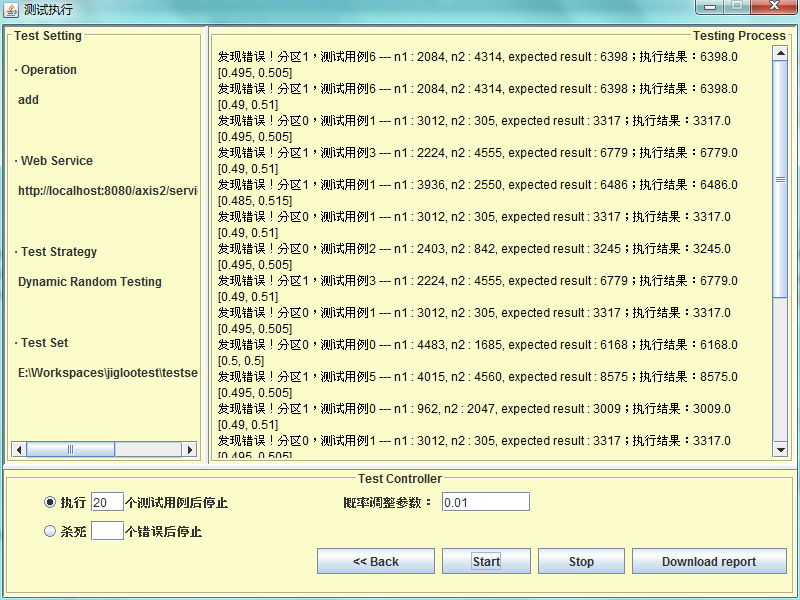 测试执行
Test Setting
· Operation
add
· Web Service
http://localhost:8080/axis2/servi
· Test Strategy
Dynamic Random Testing
· Test Set
E:\Workspaces\jiglootest\testse
Testing Process
发现错误！分区1，测试用例6 --- n1 : 2084, n2 : 4314, expected result : 6398；执行结果：6398.0
[0.495, 0.505]
发现错误！分区1，测试用例6 --- n1 : 2084, n2 : 4314, expected result : 6398；执行结果：6398.0
[0.49, 0.51]
发现错误！分区0，测试用例1 --- n1 : 3012, n2 : 305, expected result : 3317；执行结果：3317.0
[0.495, 0.505]
发现错误！分区1，测试用例3 --- n1 : 2224, n2 : 4555, expected result : 6779；执行结果：6779.0
[0.49, 0.51]
发现错误！分区1，测试用例1 --- n1 : 3936, n2 : 2550, expected result : 6486；执行结果：6486.0
[0.485, 0.515]
发现错误！分区0，测试用例1 --- n1 : 3012, n2 : 305, expected result : 3317；执行结果：3317.0
[0.49, 0.51]
发现错误！分区0，测试用例2 --- n1 : 2403, n2 : 842, expected result : 3245；执行结果：3245.0
[0.495, 0.505]
发现错误！分区1，测试用例3 --- n1 : 2224, n2 : 4555, expected result : 6779；执行结果：6779.0
[0.49, 0.51]
发现错误！分区0，测试用例1 --- n1 : 3012, n2 : 305, expected result : 3317；执行结果：3317.0
[0.495, 0.505]
发现错误！分区0，测试用例0 --- n1 : 4483, n2 : 1685, expected result : 6168；执行结果：6168.0
[0.5, 0.5]
发现错误！分区1，测试用例5 --- n1 : 4015, n2 : 4560, expected result : 8575；执行结果：8575.0
[0.495, 0.505]
发现错误！分区1，测试用例0 --- n1 : 962, n2 : 2047, expected result : 3009；执行结果：3009.0
[0.49, 0.51]
发现错误！分区0，测试用例1 --- n1 : 3012, n2 : 305, expected result : 3317；执行结果：3317.0
[0.495, 0.505]
Test Controller
执行 20 个测试用例后停止 概率调整参数： 0.01
杀死 个错误后停止
<< Back Start Stop Download report